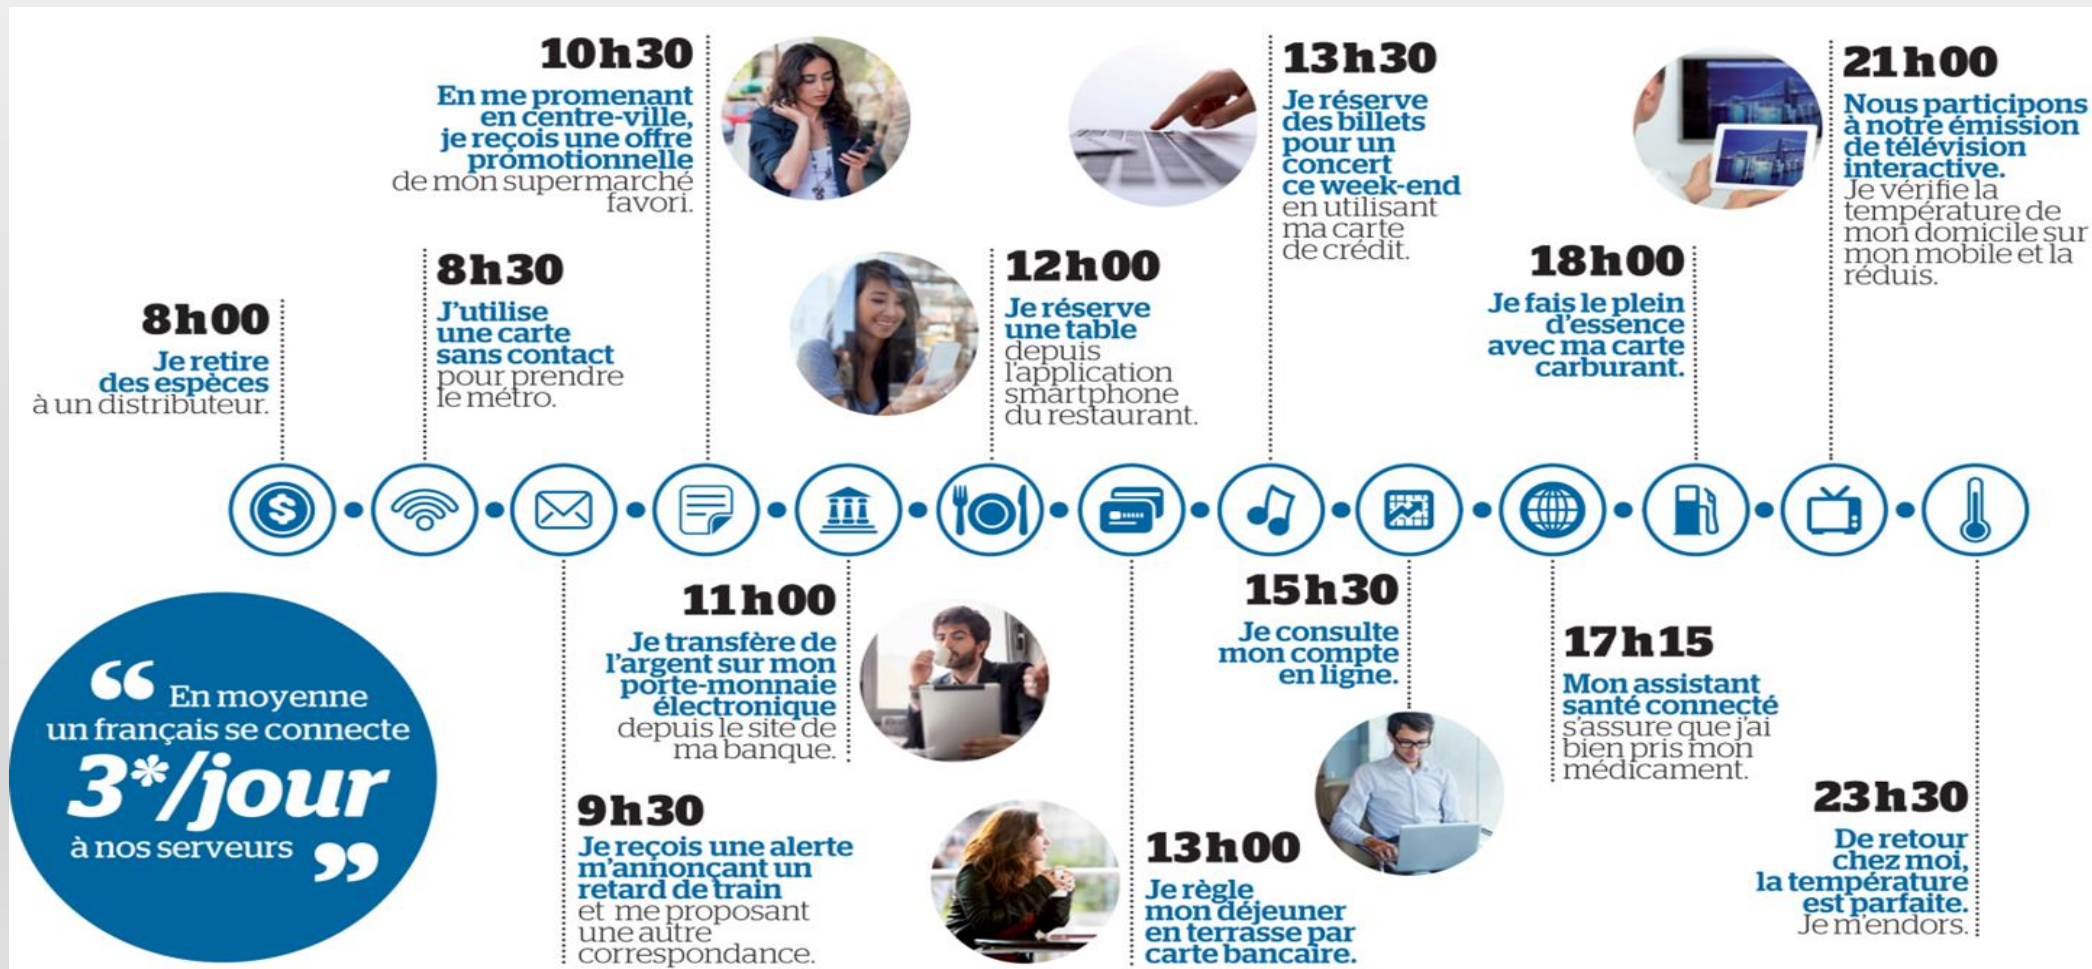 8h00
Je retire
des espèces
à un distributeur.
8h30
J'utilise
une carte
sans contact
pour prendre
le métro.
9h30
Je reçois une alerte
m'annonçant un
retard de train
et me proposant
une autre
correspondance.
10h30
En me promenant
en centre-ville,
je reçois une offre
promotionnelle
de mon supermarché
favori.
11h00
Je transfère de
l'argent sur mon
porte-monnaie
électronique
depuis le site de
ma banque.
12h00
Je réserve
une table
depuis
l'application
smartphone
du restaurant.
13h00
Je règle
mon déjeuner
en terrasse par
carte bancaire.
13h30
Je réserve
des billets
pour un
concert
ce week-end
en utilisant
ma carte
de crédit.
15h30
Je consulte
mon compte
en ligne.
17h15
Mon assistant
santé connecté
s'assure que j'ai
bien pris mon
médicament.
18h00
Je fais le plein
d'essence
avec ma carte
carburant.
21h00
Nous participons
à notre émission
de télévision
interactive.
Je vérifie la
température de
mon domicile sur
mon mobile et la
réduis.
23h30
De retour
chez moi,
la température
est parfaite.
Je m'endors.
“ En moyenne
un français se connecte
3*/jour
à nos serveurs ”
$